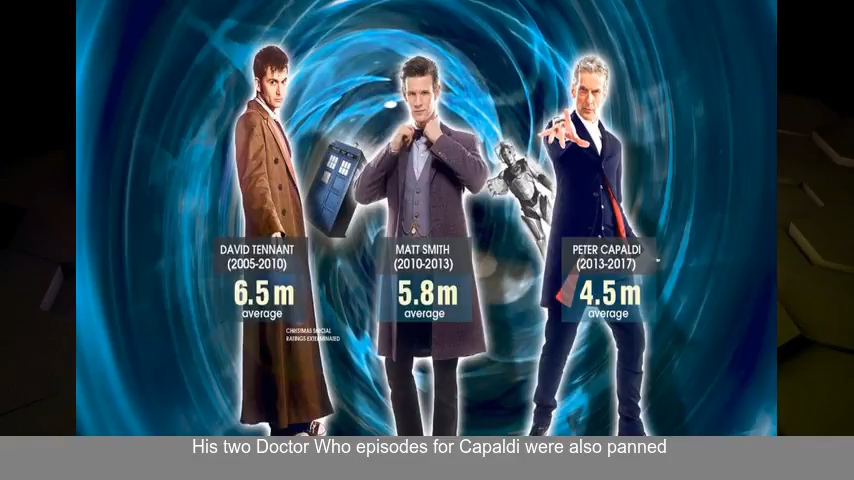 DAVID TENNANT
(2005-2010)
6.5m
average
MATT SMITH
(2010-2013)
5.8m
average
PETER CAPALDI
(2013-2017)
4.5m
average
CHRISTMAS SPECIAL
RATINGS EXTERMINATED
His two Doctor Who episodes for Capaldi were also panned